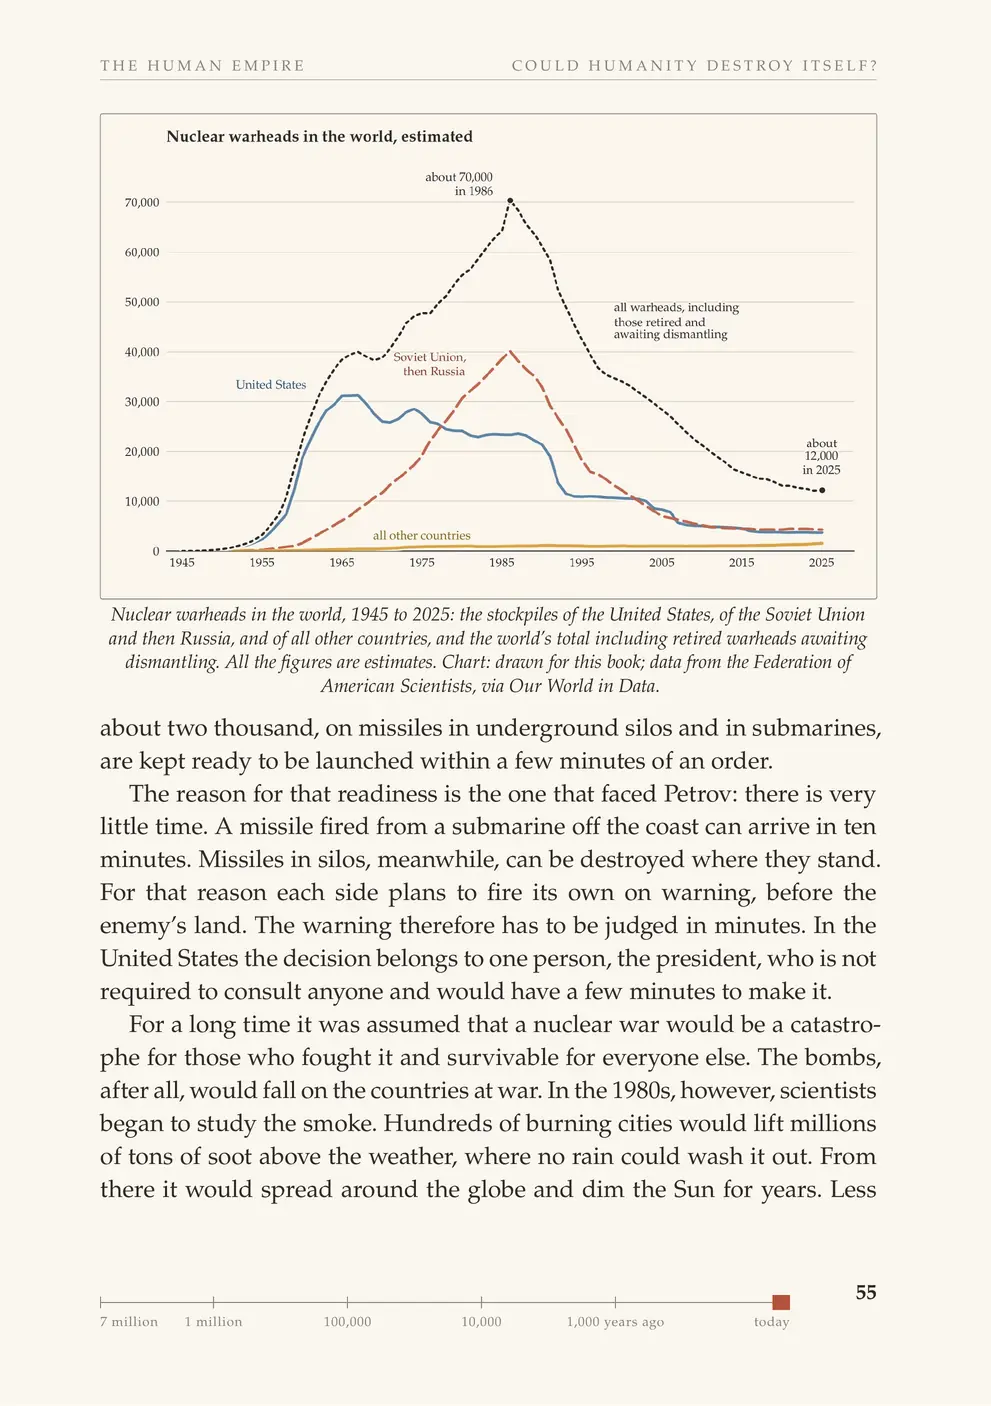 THE HUMAN EMPIRE
COULD HUMANITY DESTROY ITSELF?
Nuclear warheads in the world, estimated
about 70,000
in 1986
70,000
60,000
50,000
40,000
30,000
20,000
10,000
0
all warheads, including
those retired and
awaiting dismantling
Soviet Union,
then Russia
United States
about
12,000
in 2025
all other countries
1945 1955 1965 1975 1985 1995 2005 2015 2025
Nuclear warheads in the world, 1945 to 2025: the stockpiles of the United States, of the Soviet Union
and then Russia, and of all other countries, and the world’s total including retired warheads awaiting
dismantling. All the figures are estimates. Chart: drawn for this book; data from the Federation of
American Scientists, via Our World in Data.
about two thousand, on missiles in underground silos and in submarines,
are kept ready to be launched within a few minutes of an order.
The reason for that readiness is the one that faced Petrov: there is very
little time. A missile fired from a submarine off the coast can arrive in ten
minutes. Missiles in silos, meanwhile, can be destroyed where they stand.
For that reason each side plans to fire its own on warning, before the
enemy’s land. The warning therefore has to be judged in minutes. In the
United States the decision belongs to one person, the president, who is not
required to consult anyone and would have a few minutes to make it.
For a long time it was assumed that a nuclear war would be a catastro-
phe for those who fought it and survivable for everyone else. The bombs,
after all, would fall on the countries at war. In the 1980s, however, scientists
began to study the smoke. Hundreds of burning cities would lift millions
of tons of soot above the weather, where no rain could wash it out. From
there it would spread around the globe and dim the Sun for years. Less
55
7 million 1 million 100,000 10,000 1,000 years ago today